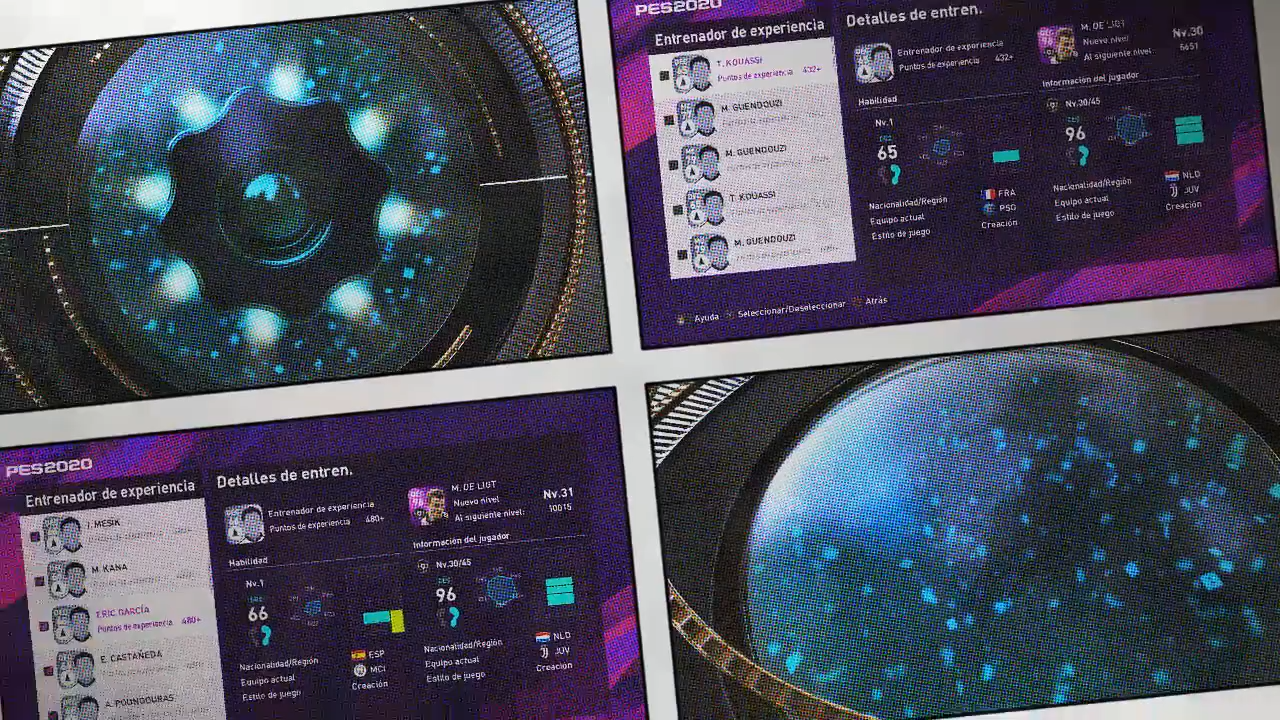 PES2020
Entrenador de experiencia
T. KOUASSI
Puntos de experiencia 432+
M. GUENDOUZI
M. GUENDOUZI
T. KOUASSI
M. GUENDOUZI
Detalles de entren.
Entrenador de experiencia
Puntos de experiencia 432+
M. DE LIGT
Nuevo nivel Nv.30
Al siguiente nivel: 5651
Habilidad
Información del jugador
Nv.1
65
Nv.30/45
96
Nacionalidad/Región FRA
Equipo actual PSG
Estilo de juego Creación
Nacionalidad/Región NLD
Equipo actual JUV
Estilo de juego Creación
Ayuda Seleccionar/Deseleccionar Atrás
PES2020
Entrenador de experiencia
I. MESÍK
M. KANA
ERIC GARCÍA
Puntos de experiencia 480+
E. CASTAÑEDA
A. POUNGOURAS
Detalles de entren.
Entrenador de experiencia
Puntos de experiencia 480+
M. DE LIGT
Nuevo nivel Nv.31
Al siguiente nivel: 10015
Habilidad
Información del jugador
Nv.1
66
Nv.30/45
DEC
96
Nacionalidad/Región ESP
Equipo actual MCI
Estilo de juego Creación
Nacionalidad/Región NLD
Equipo actual JUV
Estilo de juego Creación